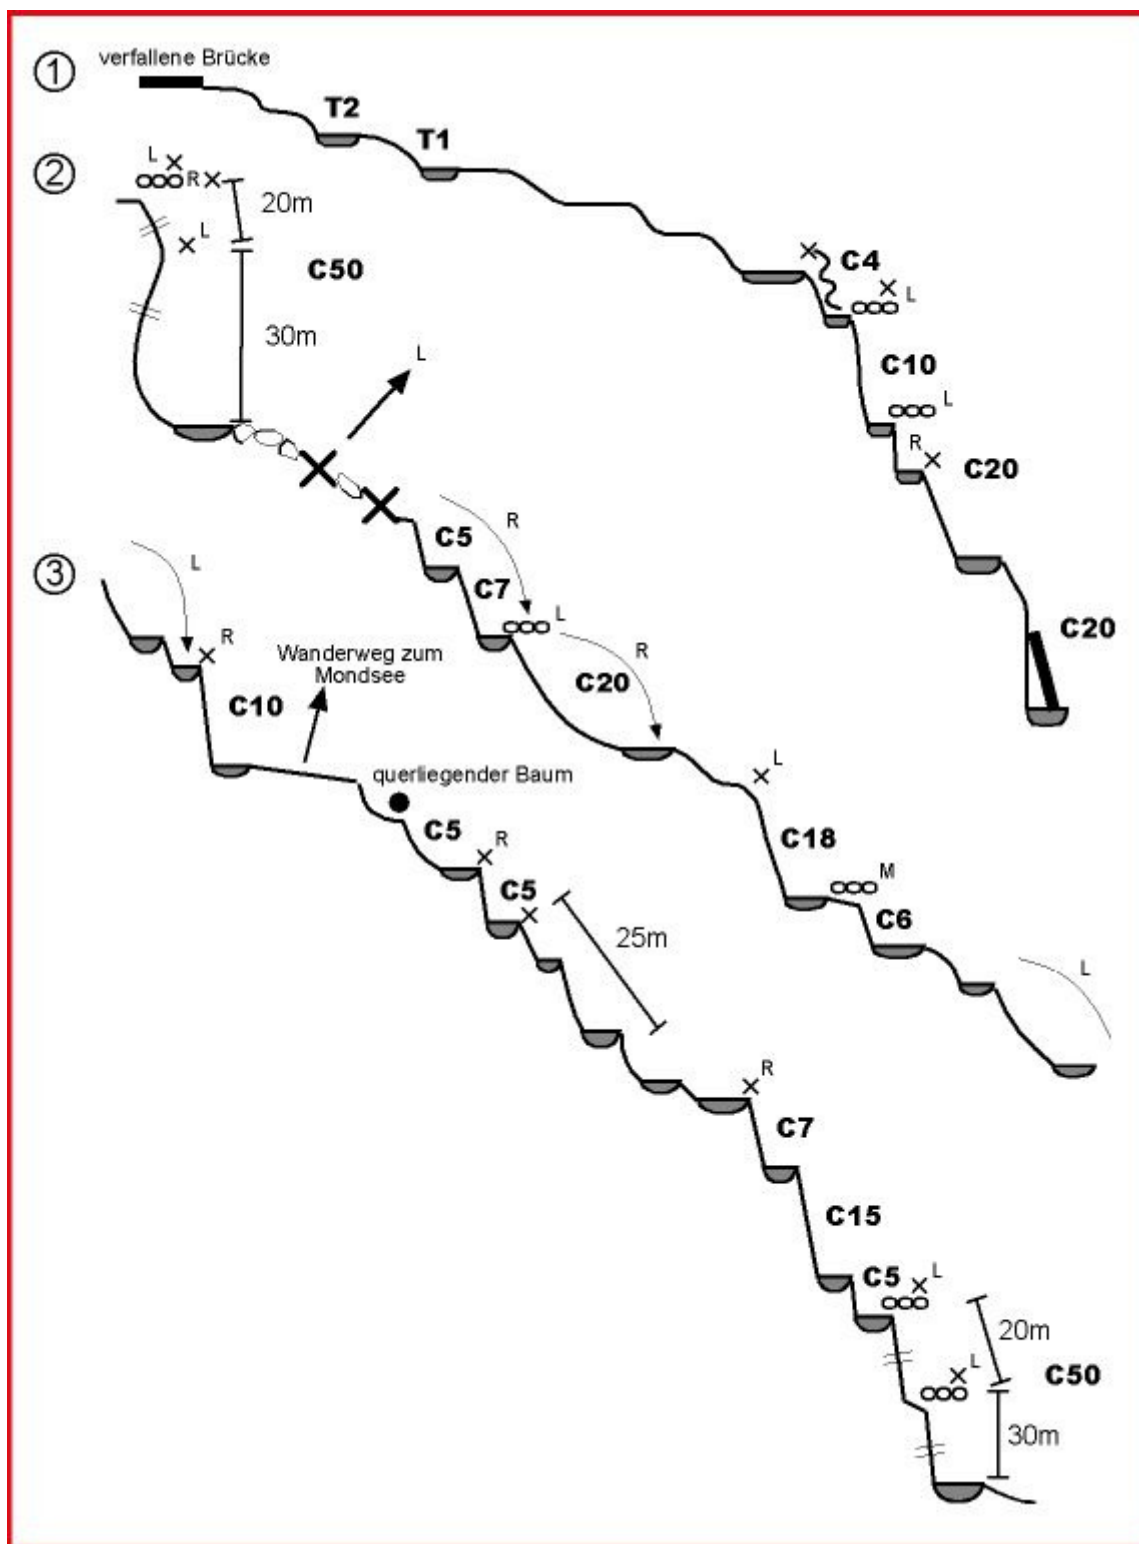 1
verfallene Brücke
T2
T1
C4
L
C10
L
R
C20
C20
2
L
R
20m
L
C50
30m
L
C5
R
C7
L
R
C20
L
C18
M
C6
L
3
L
R
C10
Wanderweg zum
Mondsee
querliegender Baum
C5
R
C5
25m
R
C7
C15
C5
L
20m
L
C50
30m